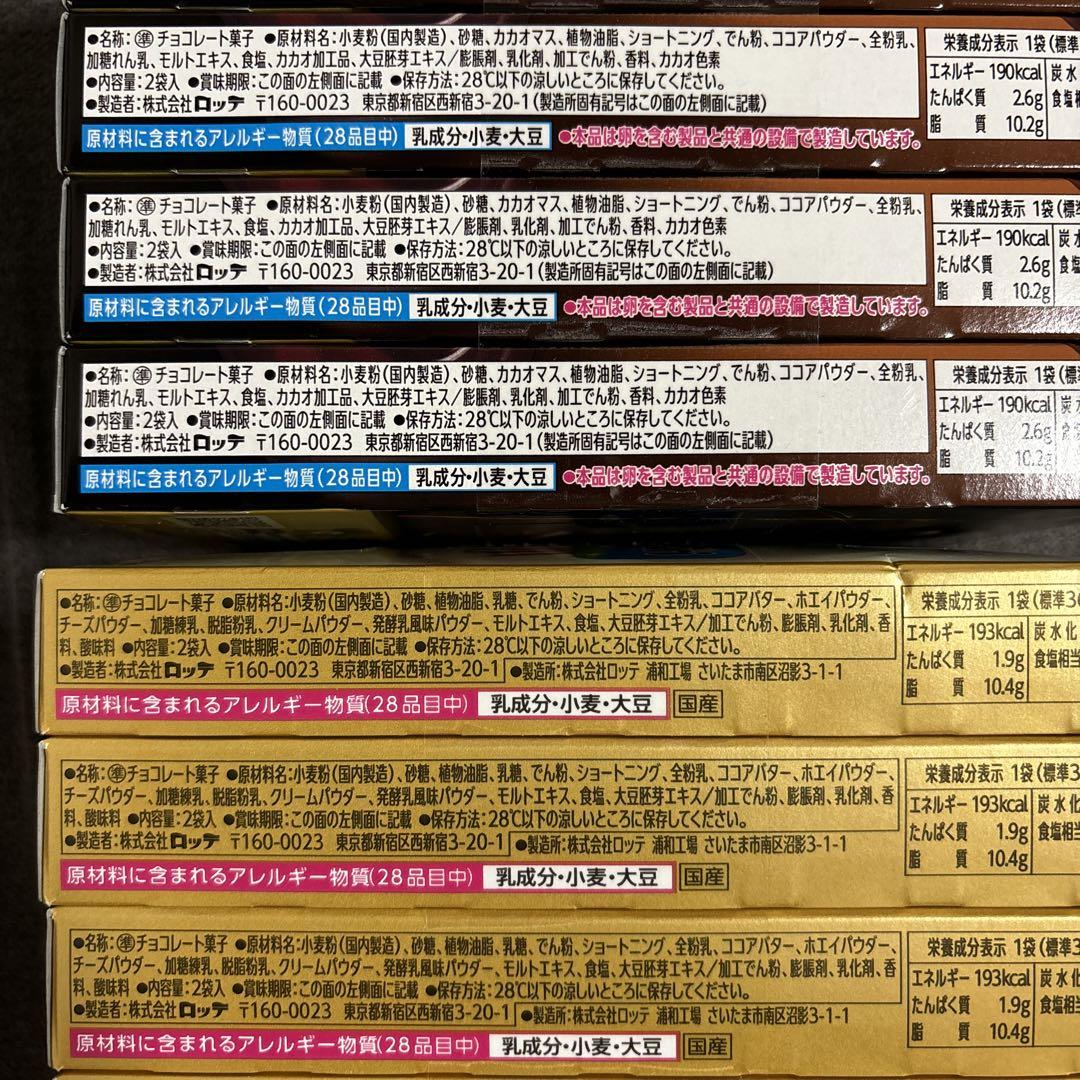 ●名称:㊜チョコレート菓子 ●原材料名:小麦粉(国内製造)、砂糖、カカオマス、植物油脂、ショートニング、でん粉、ココアパウダー、全粉乳、
加糖れん乳、モルトエキス、食塩、カカオ加工品、大豆胚芽エキス/膨脹剤、乳化剤、加工でん粉、香料、カカオ色素
●内容量:2袋入 ●賞味期限:この面の左側面に記載 ●保存方法:28℃以下の涼しいところに保存してください。
●製造者:株式会社ロッテ 〒160-0023 東京都新宿区西新宿3-20-1(製造所固有記号はこの面の左側面に記載)
原材料に含まれるアレルギー物質(28品目中) 乳成分・小麦・大豆 ●本品は卵を含む製品と共通の設備で製造しています。
栄養成分表示 1袋(標準
エネルギー 190kcal 炭水
たんぱく質 2.6g 食塩
脂質 10.2g
●名称:準チョコレート菓子 ●原材料名:小麦粉(国内製造)、砂糖、カカオマス、植物油脂、ショートニング、でん粉、ココアパウダー、全粉乳、
加糖れん乳、モルトエキス、食塩、カカオ加工品、大豆胚芽エキス/膨脹剤、乳化剤、加工でん粉、香料、カカオ色素
●内容量:2袋入 ●賞味期限:この面の左側面に記載 ●保存方法:28℃以下の涼しいところに保存してください。
●製造者:株式会社ロッテ 〒160-0023 東京都新宿区西新宿3-20-1(製造所固有記号はこの面の左側面に記載)
原材料に含まれるアレルギー物質(28品目中) 乳成分・小麦・大豆 ●本品は卵を含む製品と共通の設備で製造しています。
栄養成分表示 1袋(標
エネルギー 190kcal 炭
たんぱく質 2.6g 食
脂質 10.2g
●名称:準チョコレート菓子 ●原材料名:小麦粉(国内製造)、砂糖、カカオマス、植物油脂、ショートニング、でん粉、ココアパウダー、全粉乳、
加糖れん乳、モルトエキス、食塩、カカオ加工品、大豆胚芽エキス/膨脹剤、乳化剤、加工でん粉、香料、カカオ色素
●内容量:2袋入 ●賞味期限:この面の左側面に記載 ●保存方法:28℃以下の涼しいところに保存してください。
●製造者:株式会社ロッテ 〒160-0023 東京都新宿区西新宿3-20-1(製造所固有記号はこの面の左側面に記載)
原材料に含まれるアレルギー物質(28品目中) 乳成分・小麦・大豆 ●本品は卵を含む製品と共通の設備で製造しています。
栄養成分表示 1袋(標
エネルギー 190kcal
たんぱく質 2.6g
脂質 10.2g
●名称:準チョコレート菓子 ●原材料名:小麦粉(国内製造)、砂糖、植物油脂、乳糖、でん粉、ショートニング、全粉乳、ココアバター、ホエイパウダー、
チーズパウダー、加糖練乳、脱脂粉乳、クリームパウダー、発酵乳風味パウダー、モルトエキス、食塩、大豆胚芽エキス/加工でん粉、膨脹剤、乳化剤、香
料、酸味料 ●内容量:2袋入 ●賞味期限:この面の左側面に記載 ●保存方法:28℃以下の涼しいところに保存してください。
●製造者:株式会社ロッテ 〒160-0023 東京都新宿区西新宿3-20-1 ●製造所:株式会社ロッテ 浦和工場 さいたま市南区沼影3-1-1
原材料に含まれるアレルギー物質(28品目中) 乳成分・小麦・大豆 国産
栄養成分表示 1袋(標準3
エネルギー 193kcal 炭水化
たんぱく質 1.9g 食塩相当
脂質 10.4g
●名称:準チョコレート菓子 ●原材料名:小麦粉(国内製造)、砂糖、植物油脂、乳糖、でん粉、ショートニング、全粉乳、ココアバター、ホエイパウダー、
チーズパウダー、加糖練乳、脱脂粉乳、クリームパウダー、発酵乳風味パウダー、モルトエキス、食塩、大豆胚芽エキス/加工でん粉、膨脹剤、乳化剤、香
料、酸味料 ●内容量:2袋入 ●賞味期限:この面の左側面に記載 ●保存方法:28℃以下の涼しいところに保存してください。
●製造者:株式会社ロッテ 〒160-0023 東京都新宿区西新宿3-20-1 ●製造所:株式会社ロッテ 浦和工場 さいたま市南区沼影3-1-1
原材料に含まれるアレルギー物質(28品目中) 乳成分・小麦・大豆 国産
栄養成分表示 1袋(標準3
エネルギー 193kcal 炭水化
たんぱく質 1.9g 食塩相当
脂質 10.4g
●名称:準チョコレート菓子 ●原材料名:小麦粉(国内製造)、砂糖、植物油脂、乳糖、でん粉、ショートニング、全粉乳、ココアバター、ホエイパウダー、
チーズパウダー、加糖練乳、脱脂粉乳、クリームパウダー、発酵乳風味パウダー、モルトエキス、食塩、大豆胚芽エキス/加工でん粉、膨脹剤、乳化剤、香
料、酸味料 ●内容量:2袋入 ●賞味期限:この面の左側面に記載 ●保存方法:28℃以下の涼しいところに保存してください。
●製造者:株式会社ロッテ 〒160-0023 東京都新宿区西新宿3-20-1 ●製造所:株式会社ロッテ 浦和工場 さいたま市南区沼影3-1-1
原材料に含まれるアレルギー物質(28品目中) 乳成分・小麦・大豆 国産
栄養成分表示 1袋(標準3
エネルギー 193kcal 炭水化
たんぱく質 1.9g 食塩相当
脂質 10.4g